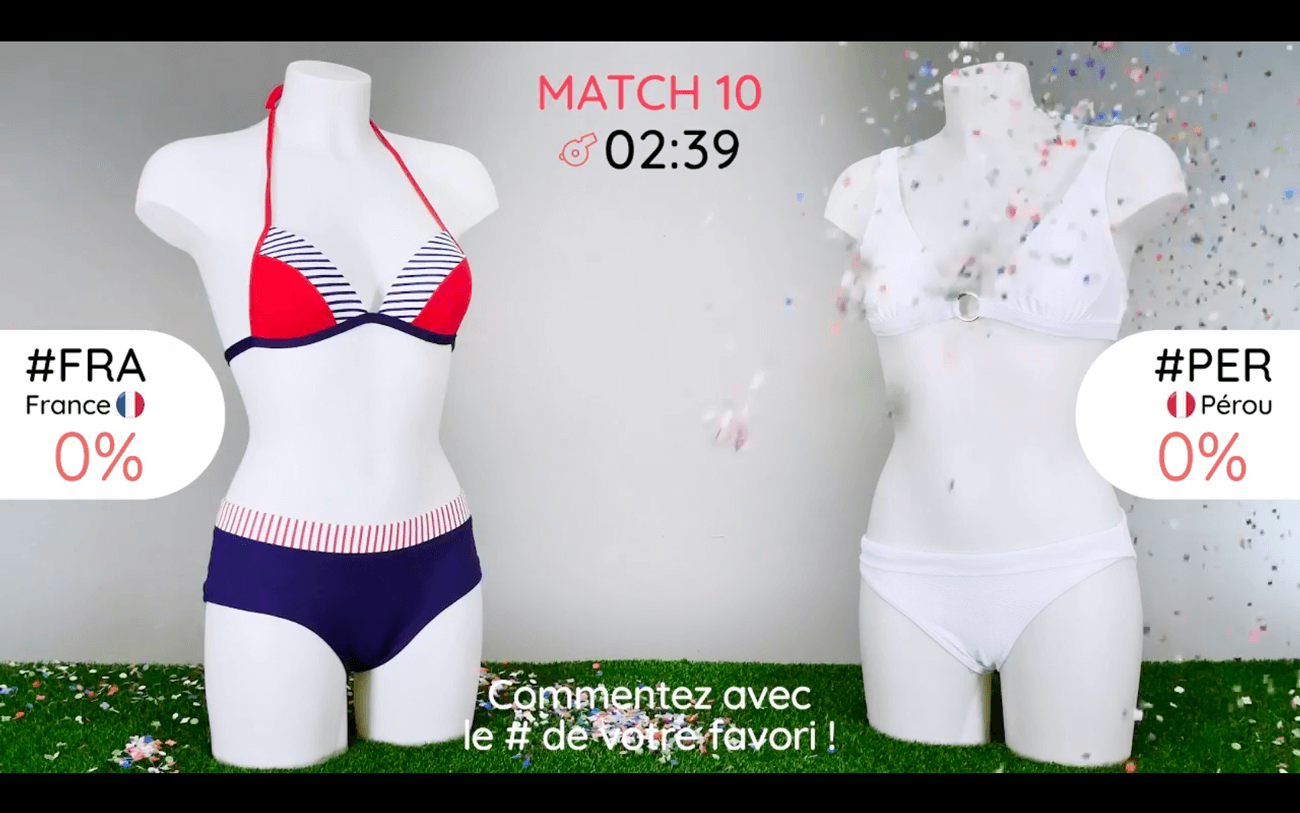 MATCH 10
02:39
#FRA
France
0%
#PER
Pérou
0%
Commentez avec
le # de votre favori !